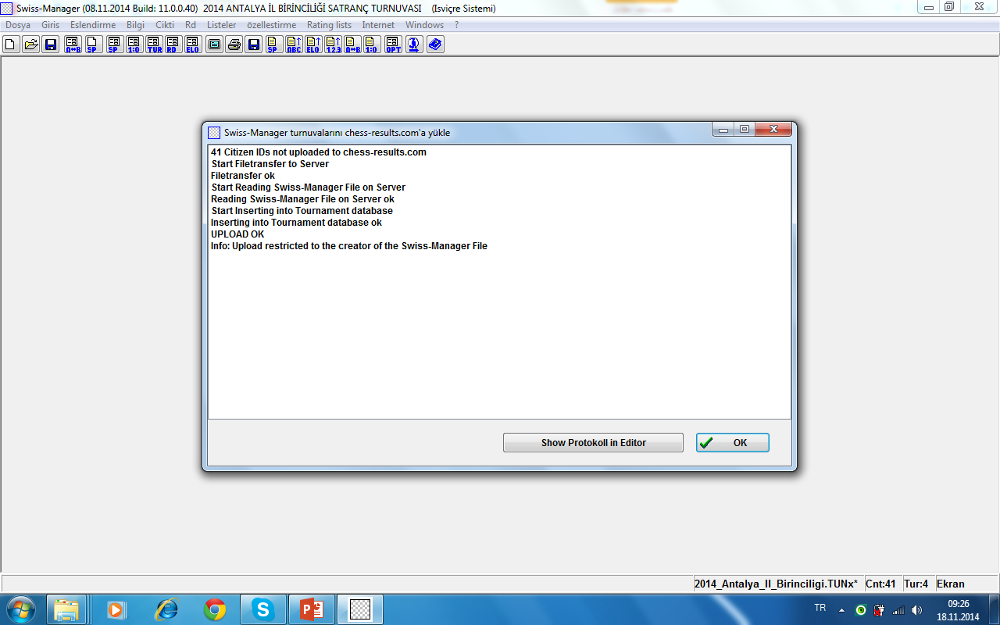 Swiss-Manager (08.11.2014 Build: 11.0.0.40)  2014 ANTALYA İL BİRİNCİLİĞİ SATRANÇ TURNUVASI    (Isviçre Sistemi)
Dosya Giris Eslendirme Bilgi Cikti Rd Listeler özellestirme Rating lists Internet Windows ?
A↔B SP SP 1:0 TUR RD ELO SP ABC ELO 1.2.3 A↔B 1:0 OPT
Swiss-Manager turnuvalarını chess-results.com'a yükle
41 Citizen IDs not uploaded to chess-results.com
Start Filetransfer to Server
Filetransfer ok
Start Reading Swiss-Manager File on Server
Reading Swiss-Manager File on Server ok
Start Inserting into Tournament database
Inserting into Tournament database ok
UPLOAD OK
Info: Upload restricted to the creator of the Swiss-Manager File
Show Protokoll in Editor OK
2014_Antalya_Il_Birinciligi.TUNx* Cnt:41 Tur:4 Ekran
TR 09:26
18.11.2014